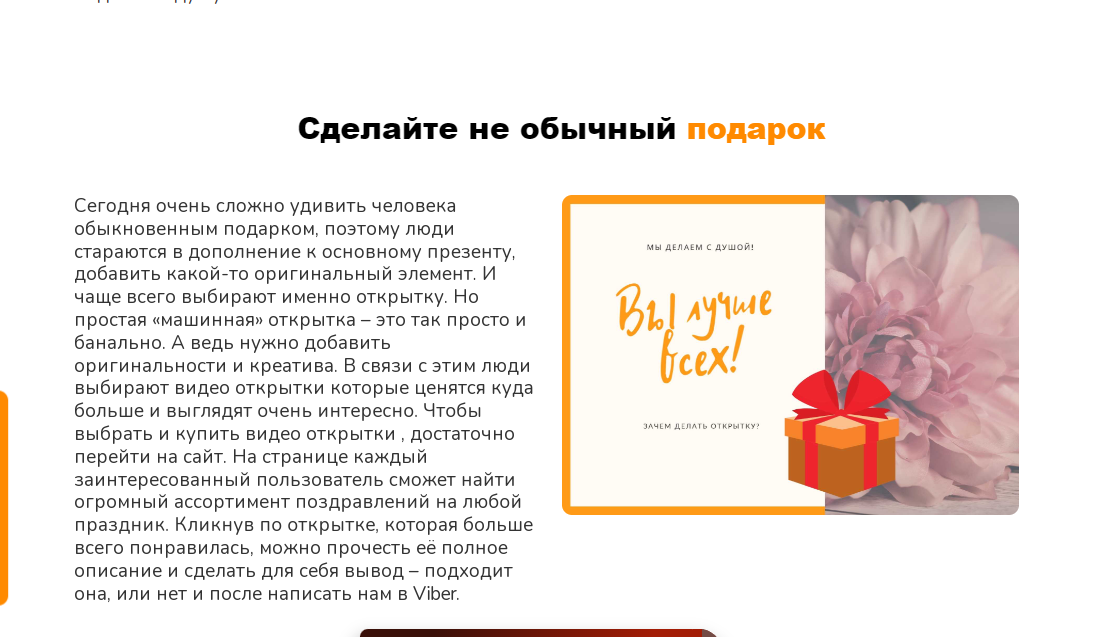 Сделайте не обычный подарок
Сегодня очень сложно удивить человека
обыкновенным подарком, поэтому люди
стараются в дополнение к основному презенту,
добавить какой-то оригинальный элемент. И
чаще всего выбирают именно открытку. Но
простая «машинная» открытка – это так просто и
банально. А ведь нужно добавить
оригинальности и креатива. В связи с этим люди
выбирают видео открытки которые ценятся куда
больше и выглядят очень интересно. Чтобы
выбрать и купить видео открытки , достаточно
перейти на сайт. На странице каждый
заинтересованный пользователь сможет найти
огромный ассортимент поздравлений на любой
праздник. Кликнув по открытке, которая больше
всего понравилась, можно прочесть её полное
описание и сделать для себя вывод – подходит
она, или нет и после написать нам в Viber.
МЫ ДЕЛАЕМ С ДУШОЙ!
Вы лучше
всех!
ЗАЧЕМ ДЕЛАТЬ ОТКРЫТКУ?